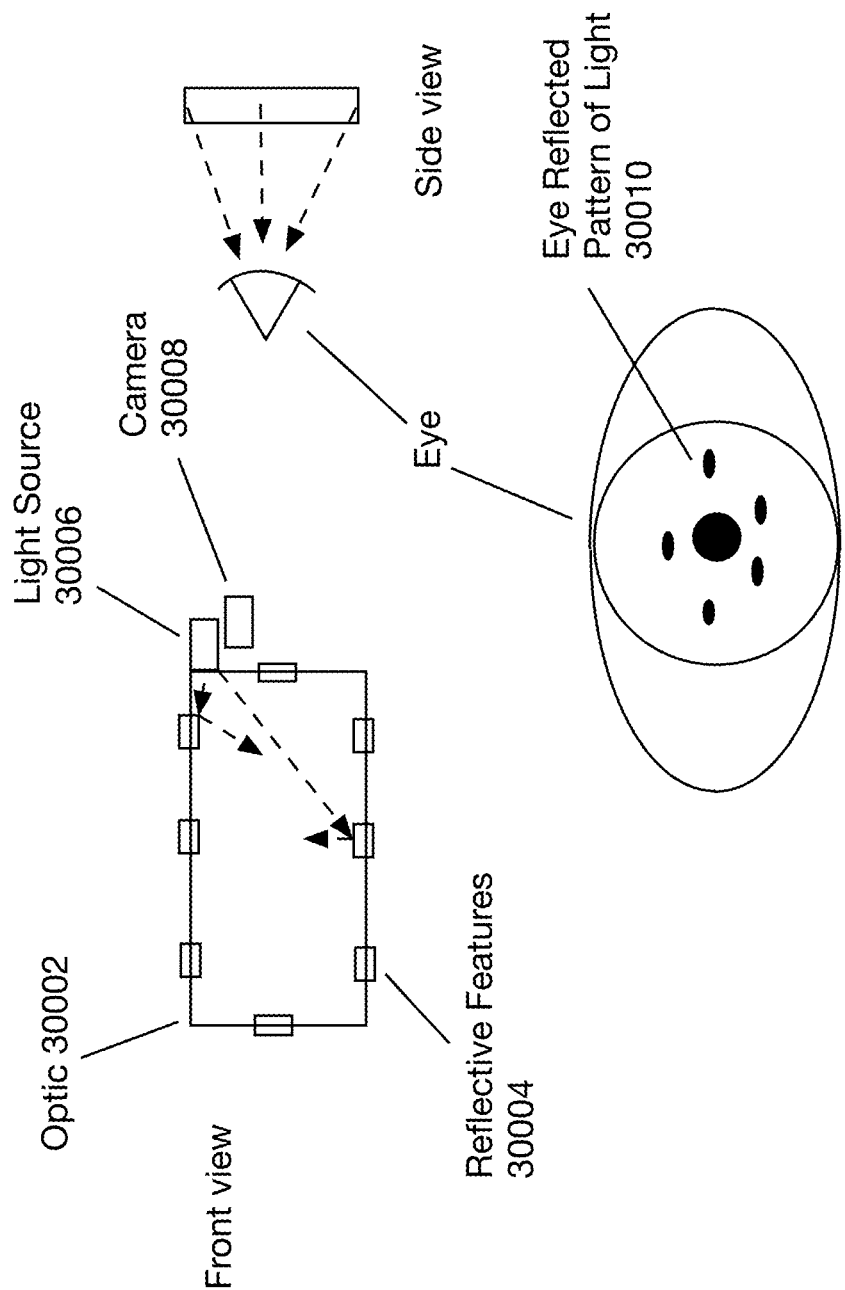 Front view
Optic 30002
Reflective Features
30004
Light Source
30006
Camera
30008
Eye
Side view
Eye Reflected
Pattern of Light
30010